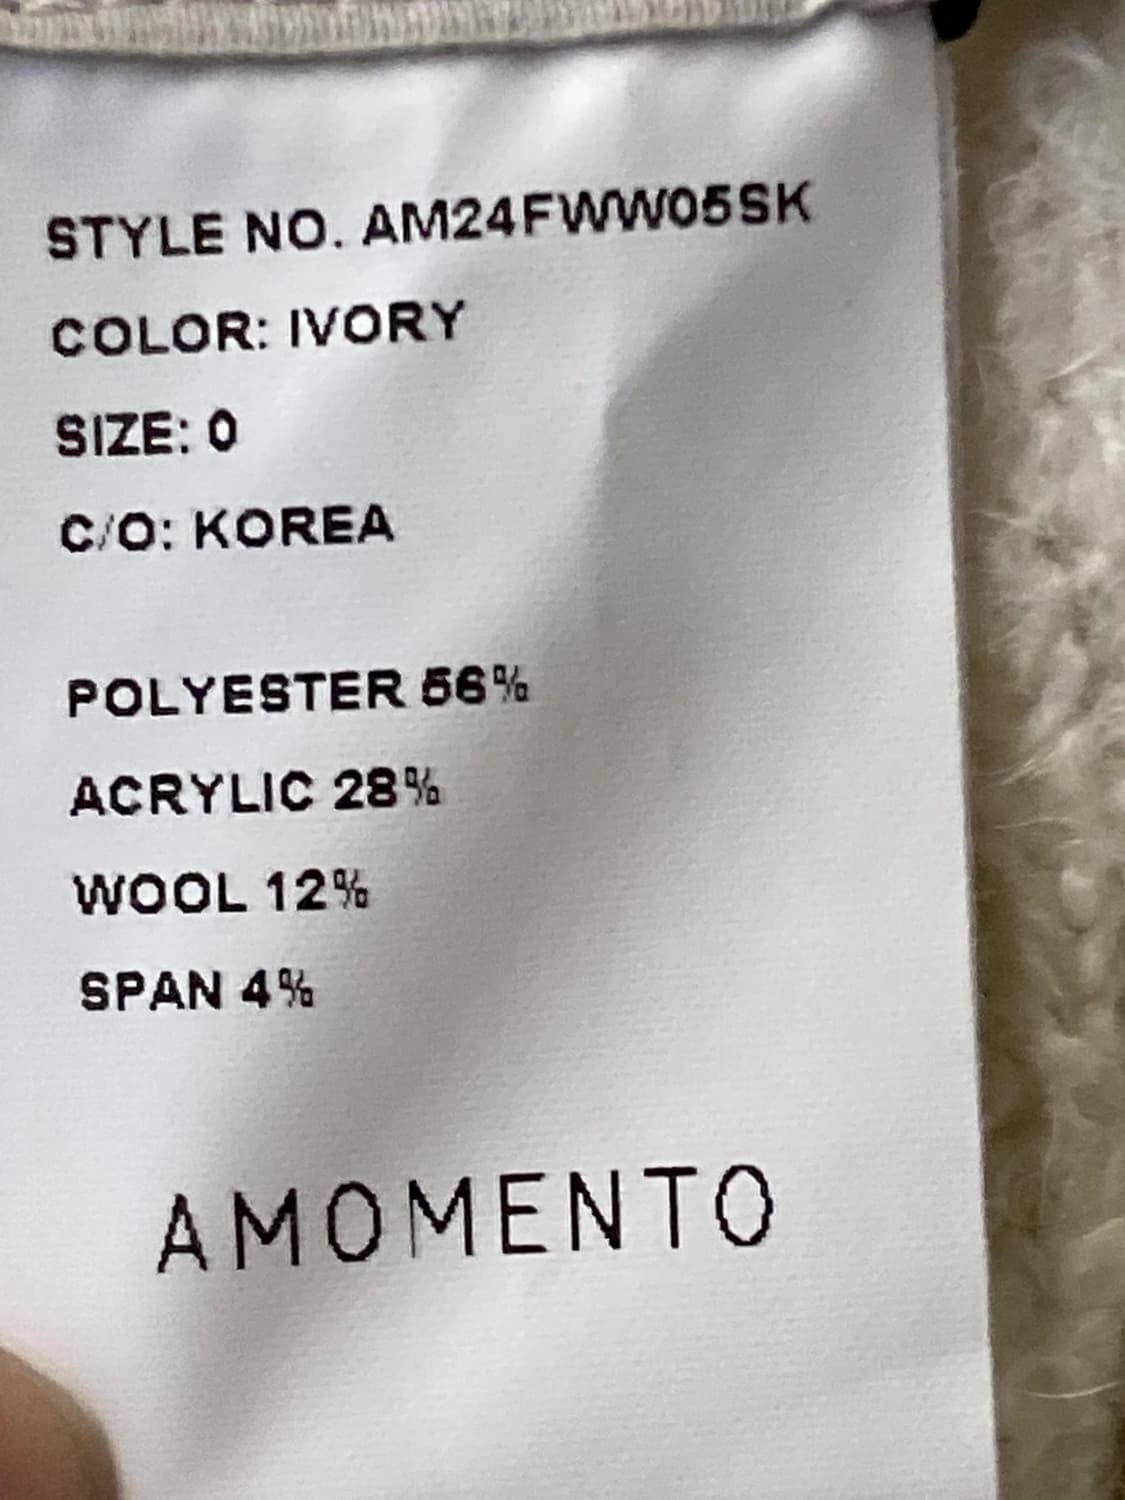 STYLE NO. AM24FWW05SK
COLOR: IVORY
SIZE: 0
C/O: KOREA
POLYESTER 56%
ACRYLIC 28%
WOOL 12%
SPAN 4%
AMOMENTO